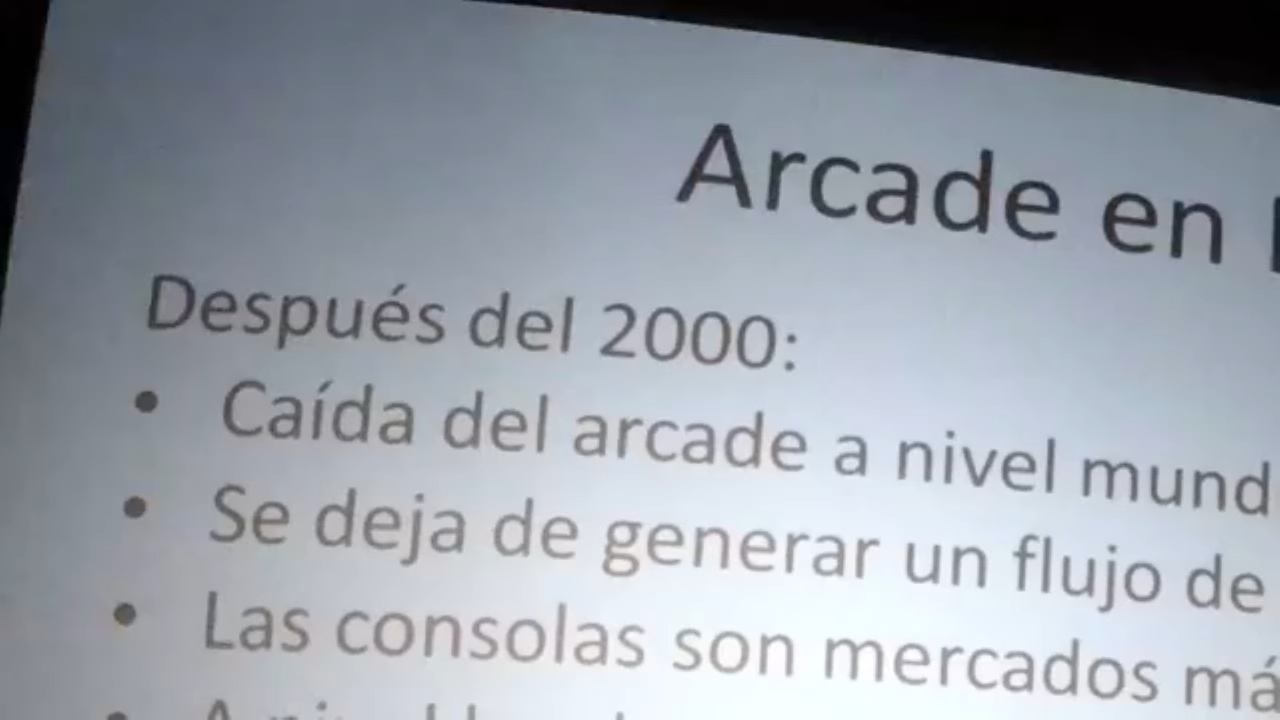 Arcade en
Después del 2000:
• Caída del arcade a nivel mund
• Se deja de generar un flujo de
• Las consolas son mercados má